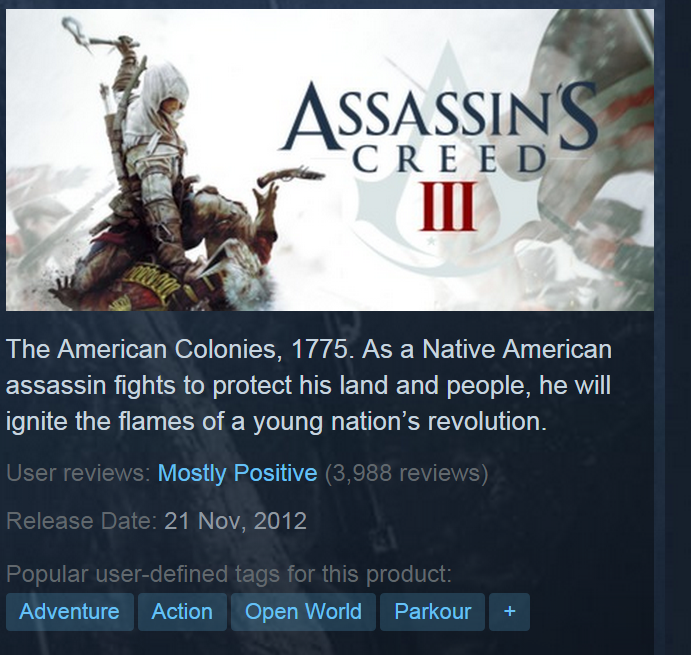 ASSASSIN'S
CREED
III
The American Colonies, 1775. As a Native American
assassin fights to protect his land and people, he will
ignite the flames of a young nation’s revolution.
User reviews: Mostly Positive (3,988 reviews)
Release Date: 21 Nov, 2012
Popular user-defined tags for this product:
Adventure Action Open World Parkour +